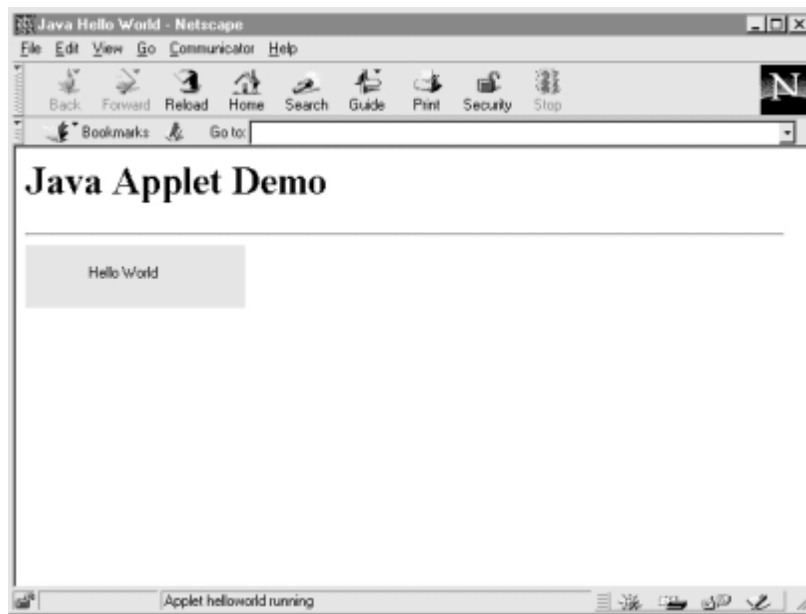 Java Hello World - Netscape
File Edit View Go Communicator Help
Back Forward Reload Home Search Guide Print Security Stop
N
Bookmarks Go to:
Java Applet Demo
Hello World
Applet helloworld running